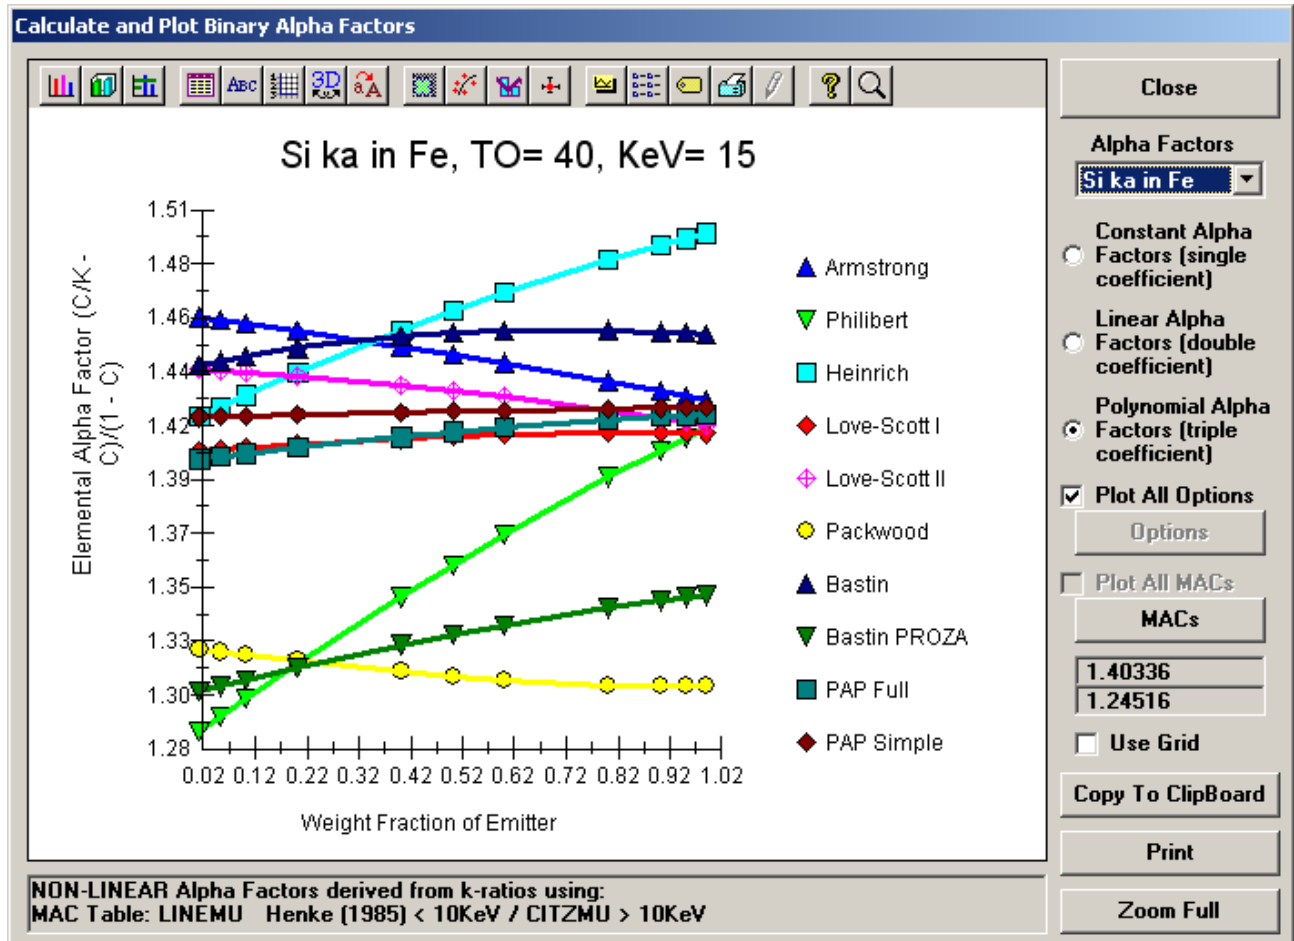 Calculate and Plot Binary Alpha Factors
ABC
3D
aA
?
Close
Si ka in Fe, TO= 40, KeV= 15
Alpha Factors
Si ka in Fe
Constant Alpha
Factors (single
coefficient)
Linear Alpha
Factors (double
coefficient)
Polynomial Alpha
Factors (triple
coefficient)
Plot All Options
Options
Plot All MACs
MACs
1.40336
1.24516
Use Grid
Copy To ClipBoard
Print
Zoom Full
Elemental Alpha Factor (C/K -
C)/(1 - C)
1.51
1.48
1.46
1.44
1.42
1.39
1.37
1.35
1.33
1.30
1.28
0.02 0.12 0.22 0.32 0.42 0.52 0.62 0.72 0.82 0.92 1.02
Weight Fraction of Emitter
Armstrong
Philibert
Heinrich
Love-Scott I
Love-Scott II
Packwood
Bastin
Bastin PROZA
PAP Full
PAP Simple
NON-LINEAR Alpha Factors derived from k-ratios using:
MAC Table: LINEMU Henke (1985) < 10KeV / CITZMU > 10KeV